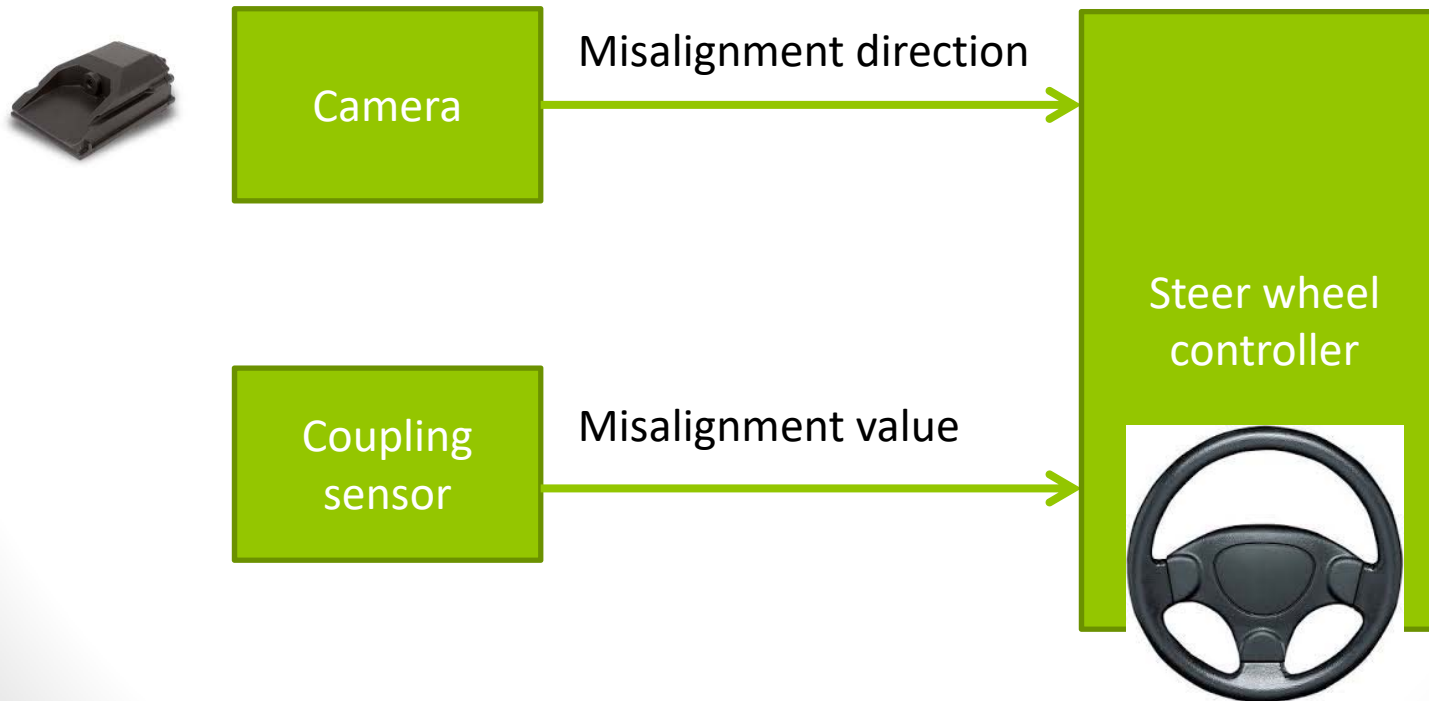 Camera
Misalignment direction
Steer wheel
controller
Coupling
sensor
Misalignment value